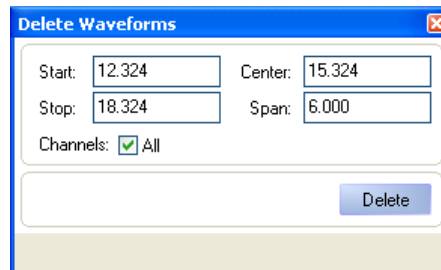 Delete Waveforms
Start: 12.324 Center: 15.324
Stop: 18.324 Span: 6.000
Channels: All
Delete